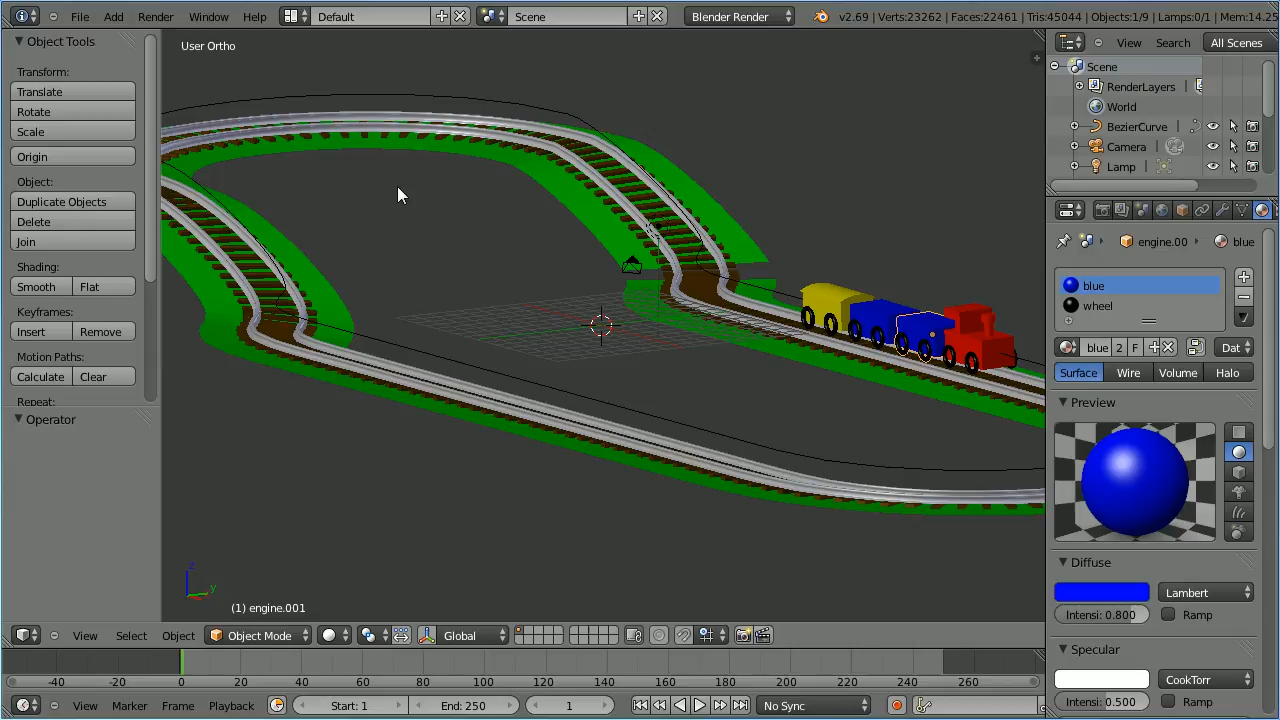 File Add Render Window Help Default Scene Blender Render v2.69 | Verts:23262 | Faces:22461 | Tris:45044 | Objects:1/9 | Lamps:0/1 | Mem:14.25
Object Tools
Transform:
Translate
Rotate
Scale
Origin
Object:
Duplicate Objects
Delete
Join
Shading:
Smooth Flat
Keyframes:
Insert Remove
Motion Paths:
Calculate Clear
Repeat:
Operator
User Ortho
(1) engine.001
z
y
View Select Object Object Mode Global
-40 -20 0 20 40 60 80 100 120 140 160 180 200 220 240 260
View Marker Frame Playback Start: 1 End: 250 1 No Sync
View Search All Scenes
Scene
RenderLayers
World
BezierCurve
Camera
Lamp
engine.00 blue
blue
wheel
blue 2 F Dat
Surface Wire Volume Halo
Preview
Diffuse
Lambert
Intensi: 0.800 Ramp
Specular
CookTorr
Intensi: 0.500 Ramp